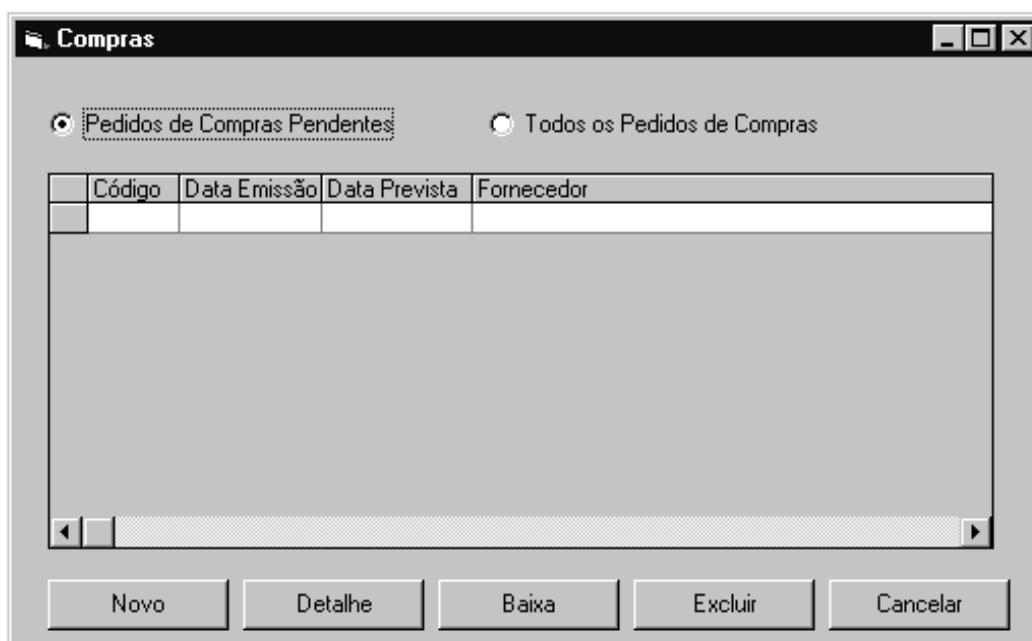 Compras
Pedidos de Compras Pendentes Todos os Pedidos de Compras
Código Data Emissão Data Prevista Fornecedor
Novo Detalhe Baixa Excluir Cancelar